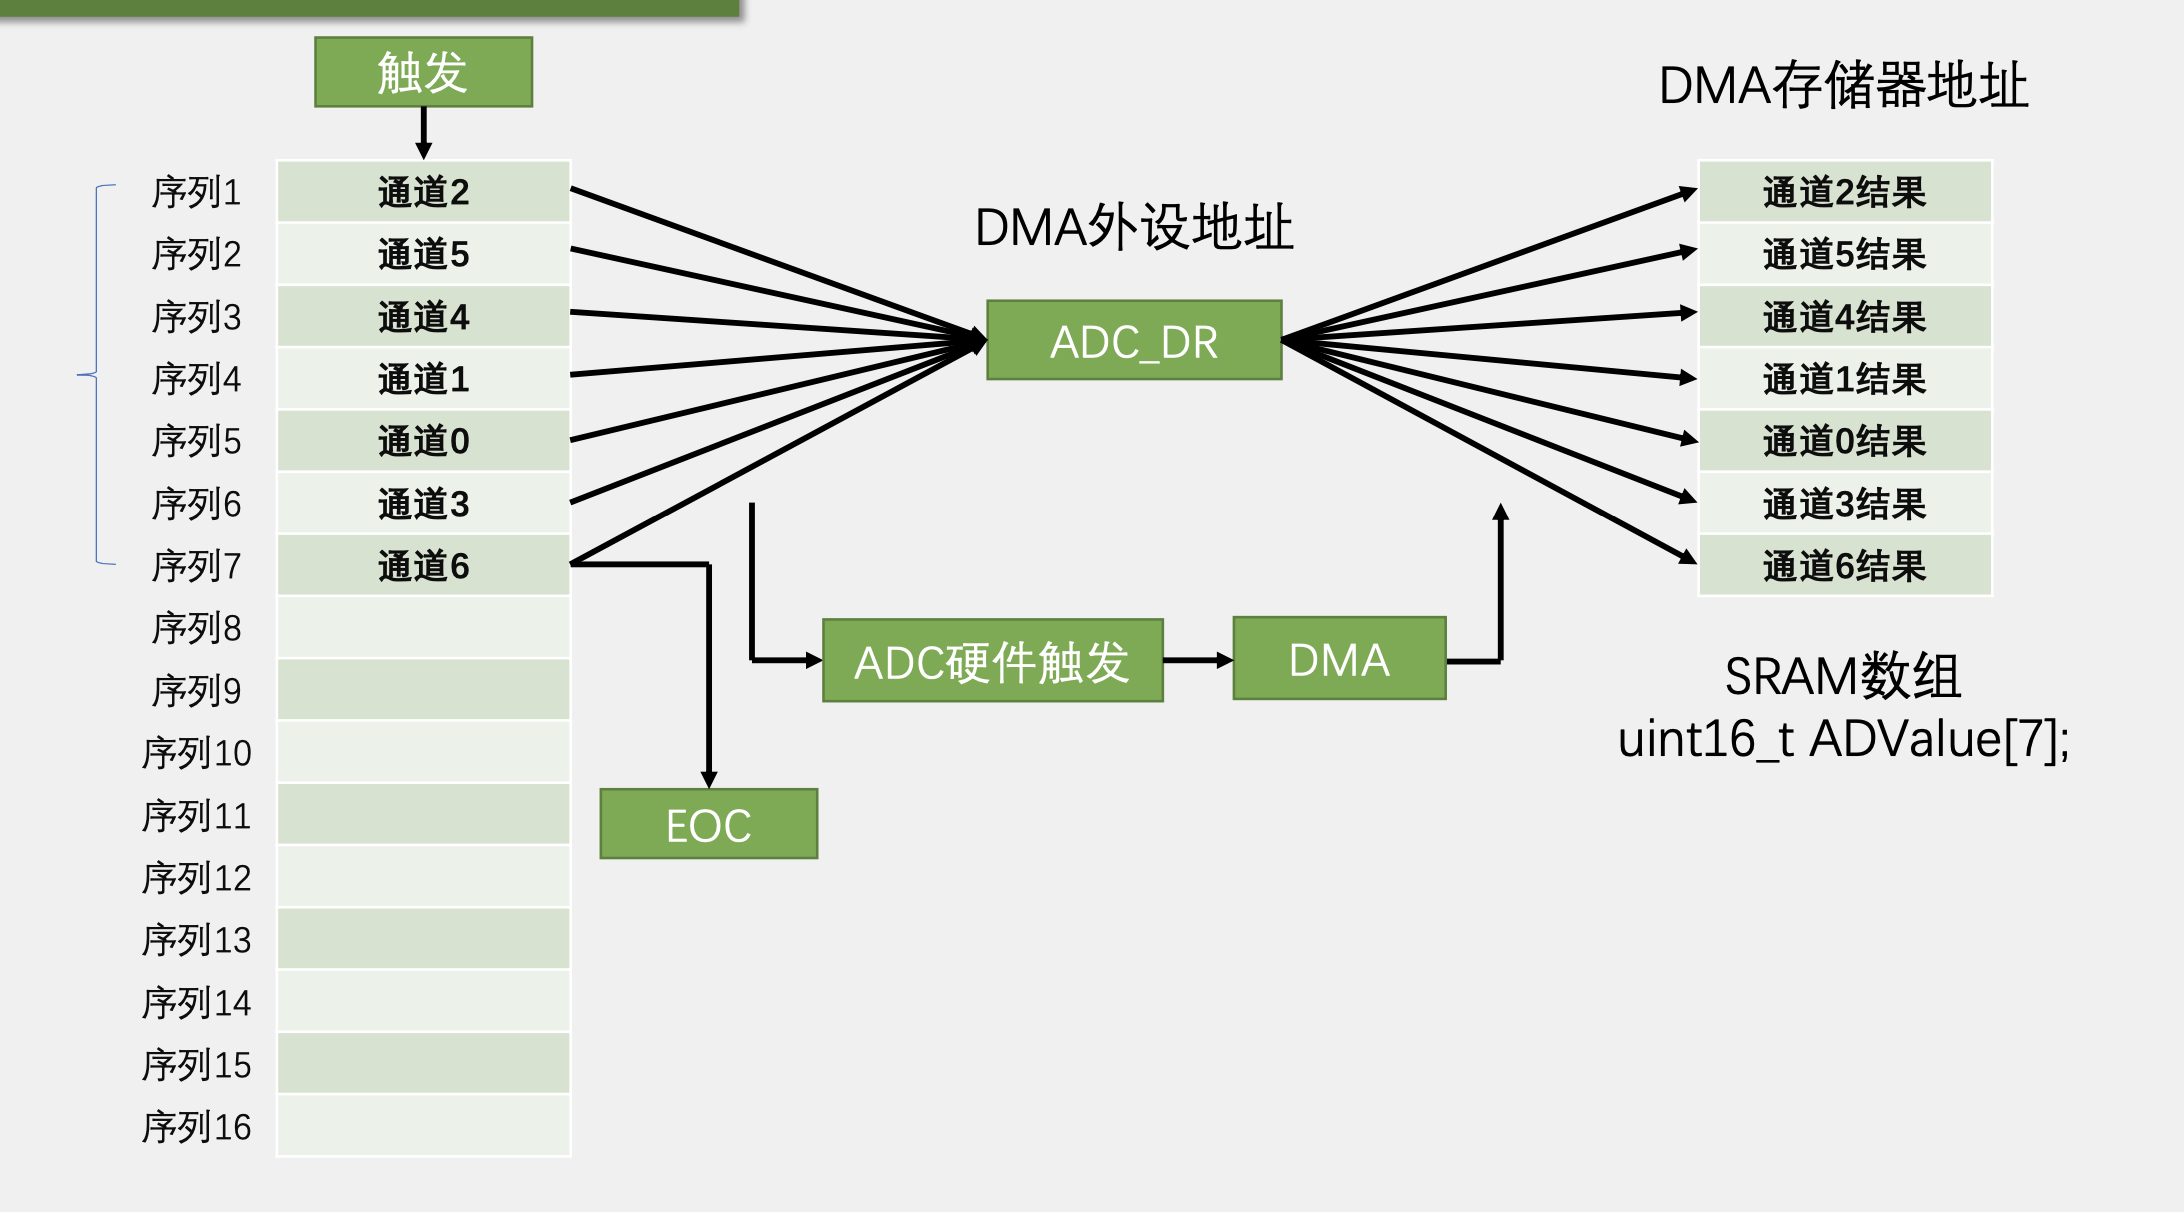 触发
DMA存储器地址
DMA外设地址
序列1 通道2
序列2 通道5
序列3 通道4
序列4 通道1
序列5 通道0
序列6 通道3
序列7 通道6
序列8
序列9
序列10
序列11
序列12
序列13
序列14
序列15
序列16
ADC_DR
ADC硬件触发
DMA
EOC
通道2结果
通道5结果
通道4结果
通道1结果
通道0结果
通道3结果
通道6结果
SRAM数组
uint16_t ADValue[7];